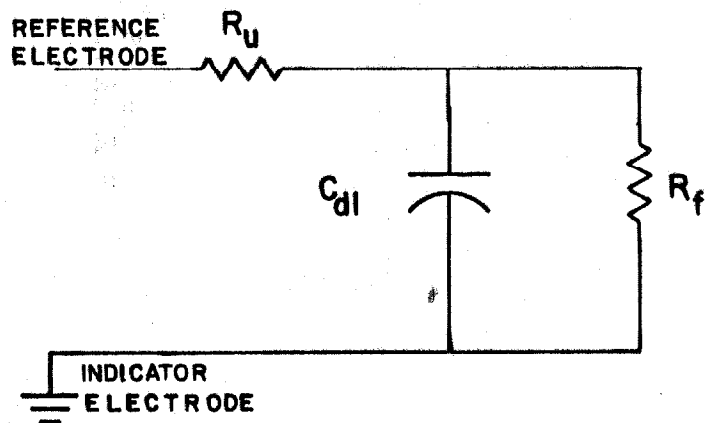 REFERENCE
ELECTRODE
Ru
Cdl
Rf
INDICATOR
ELECTRODE